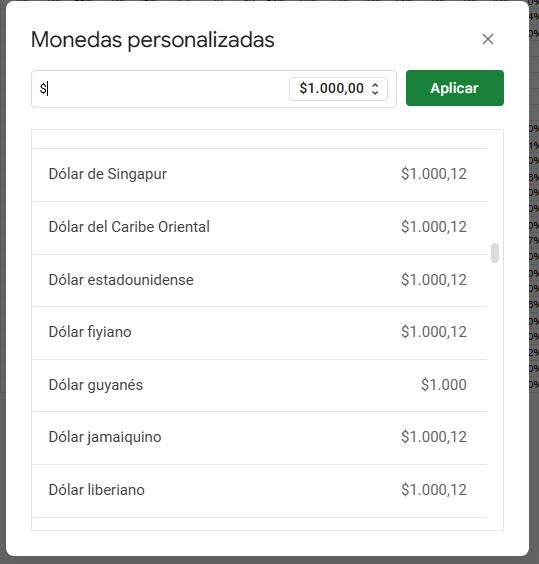 Monedas personalizadas
$ $1.000,00 Aplicar
Dólar de Singapur $1.000,12
Dólar del Caribe Oriental $1.000,12
Dólar estadounidense $1.000,12
Dólar fiyiano $1.000,12
Dólar guyanés $1.000
Dólar jamaiquino $1.000,12
Dólar liberiano $1.000,12